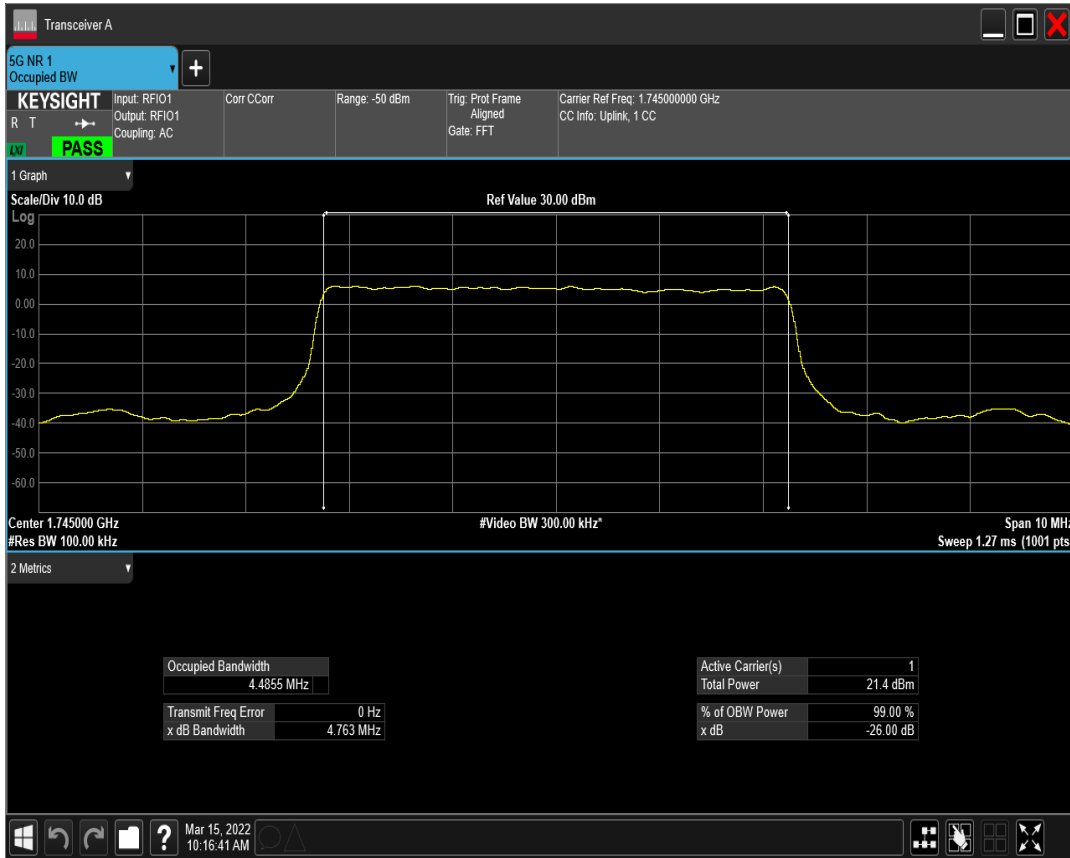 Transceiver A
5G NR 1
Occupied BW
KEYSIGHT
Input: RFIO1
Output: RFIO1
Coupling: AC
Corr CCorr
Range: -50 dBm
Trig: Prot Frame
Aligned
Gate: FFT
Carrier Ref Freq: 1.745000000 GHz
CC Info: Uplink, 1 CC
R T
LXI
PASS
1 Graph
Scale/Div 10.0 dB
Ref Value 30.00 dBm
Log
20.0
10.0
0.00
-10.0
-20.0
-30.0
-40.0
-50.0
-60.0
Center 1.745000 GHz
#Video BW 300.00 kHz*
Span 10 MHz
#Res BW 100.00 kHz
Sweep 1.27 ms (1001 pts
2 Metrics
Occupied Bandwidth
4.4855 MHz
Transmit Freq Error 0 Hz
x dB Bandwidth 4.763 MHz
Active Carrier(s) 1
Total Power 21.4 dBm
% of OBW Power 99.00 %
x dB -26.00 dB
?
Mar 15, 2022
10:16:41 AM